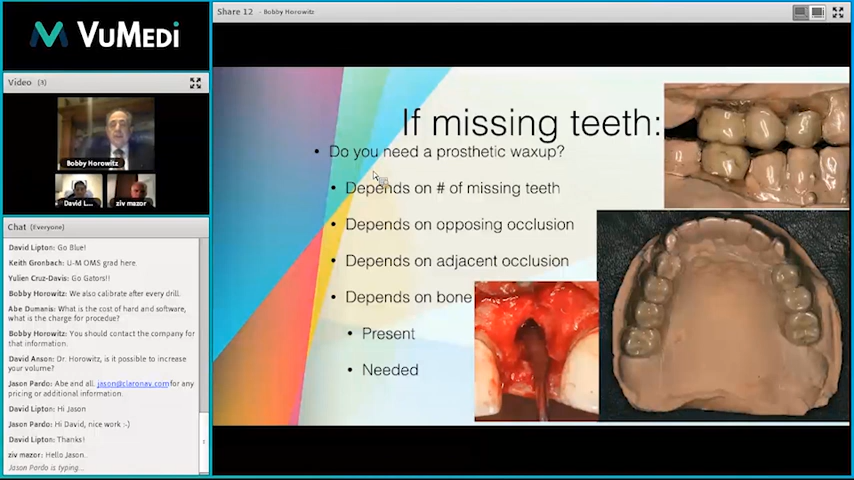 VuMedi
Share 12 - Bobby Horowitz
Video (3)
Bobby Horowitz
David L...
ziv mazor
Chat (Everyone)
David Lipton: Go Blue!
Keith Gronbach: U-M OMS grad here.
Yulien Cruz-Davis: Go Gators!!
Bobby Horowitz: We also calibrate after every drill.
Abe Dumanis: What is the cost of hard and software,
what is the charge for procedue?
Bobby Horowitz: You should contact the company for
that information.
David Anson: Dr. Horowitz, is it possible to increase
your volume?
Jason Pardo: Abe and all. jason@claronav.com for any
pricing or additional information.
David Lipton: Hi Jason
Jason Pardo: Hi David, nice work :-)
David Lipton: Thanks!
ziv mazor: Hello Jason..
Jason Pardo is typing...
If missing teeth:
• Do you need a prosthetic waxup?
• Depends on # of missing teeth
• Depends on opposing occlusion
• Depends on adjacent occlusion
• Depends on bone
• Present
• Needed